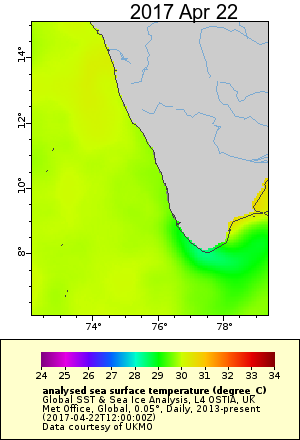 2017 Apr 22
14°
12°
10°
8°
74° 76° 78°
24 25 26 27 28 29 30 31 32 33 34
analysed sea surface temperature (degree_C)
Global SST & Sea Ice Analysis, L4 OSTIA, UK
Met Office, Global, 0.05°, Daily, 2013-present
(2017-04-22T12:00:00Z)
Data courtesy of UKMO